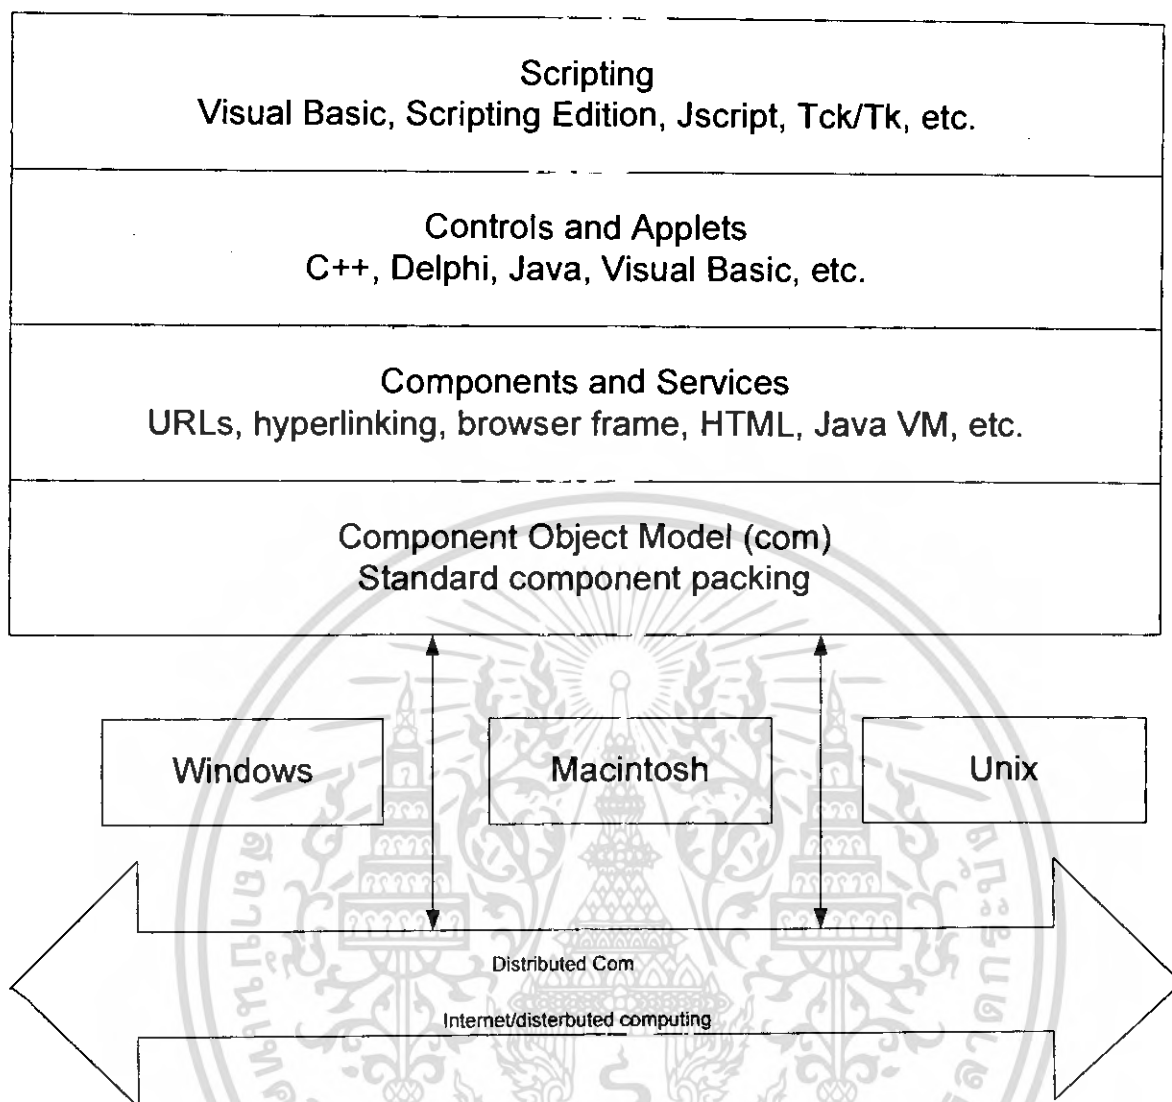 Scripting
Visual Basic, Scripting Edition, Jscript, Tck/Tk, etc.
Controls and Applets
C++, Delphi, Java, Visual Basic, etc.
Components and Services
URLs, hyperlinking, browser frame, HTML, Java VM, etc.
Component Object Model (com)
Standard component packing
Windows
Macintosh
Unix
Distributed Com
Internet/disterbuted computing